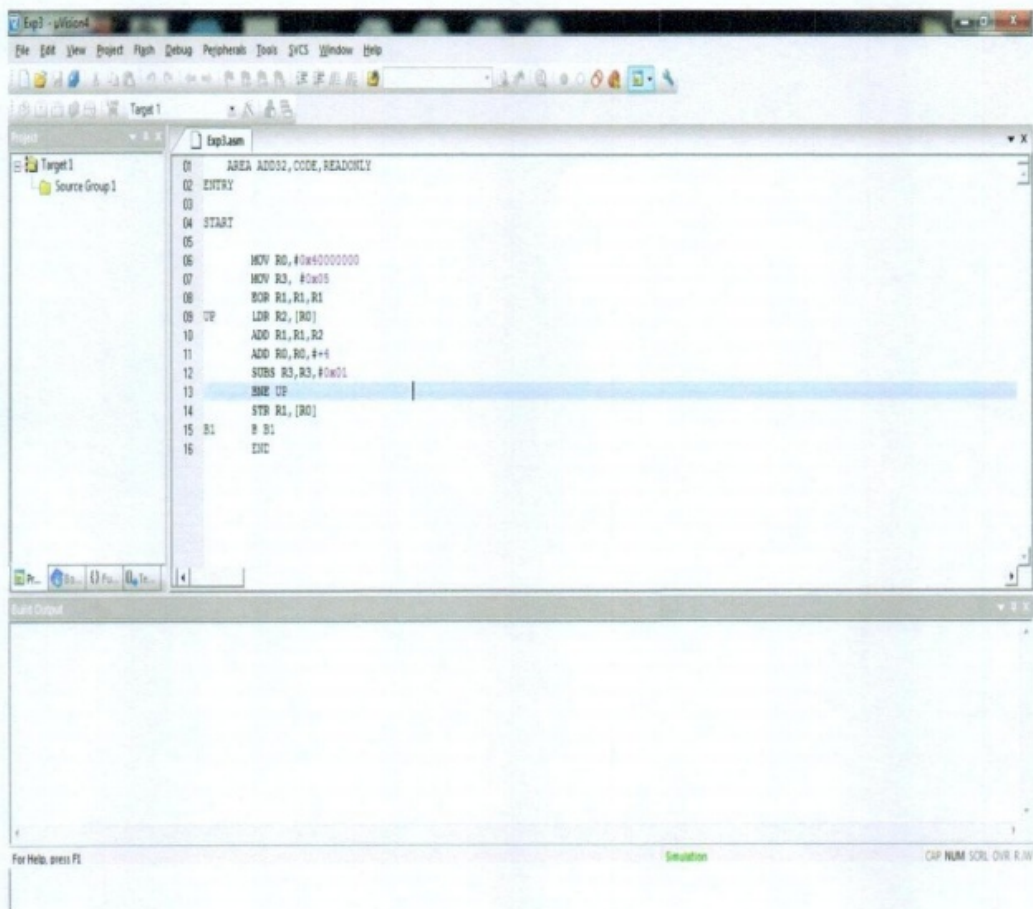 Exp3 - µVision4
File Edit View Project Flash Debug Peripherals Tools SVCS Window Help
Target 1
Project
Exp3.asm
Target 1
Source Group 1
01 AREA ADD32,CODE,READONLY
02 ENTRY
03
04 START
05
06 MOV R0,#0x40000000
07 MOV R3, #0x05
08 EOR R1,R1,R1
09 UP LDR R2,[R0]
10 ADD R1,R1,R2
11 ADD R0,R0,#+4
12 SUBS R3,R3,#0x01
13 BNE UP
14 STR R1,[R0]
15 B1 B B1
16 END
Pr... Bo... {} Fu... Te...
Build Output
For Help, press F1 Simulation CAP NUM SCRL OVR R/W